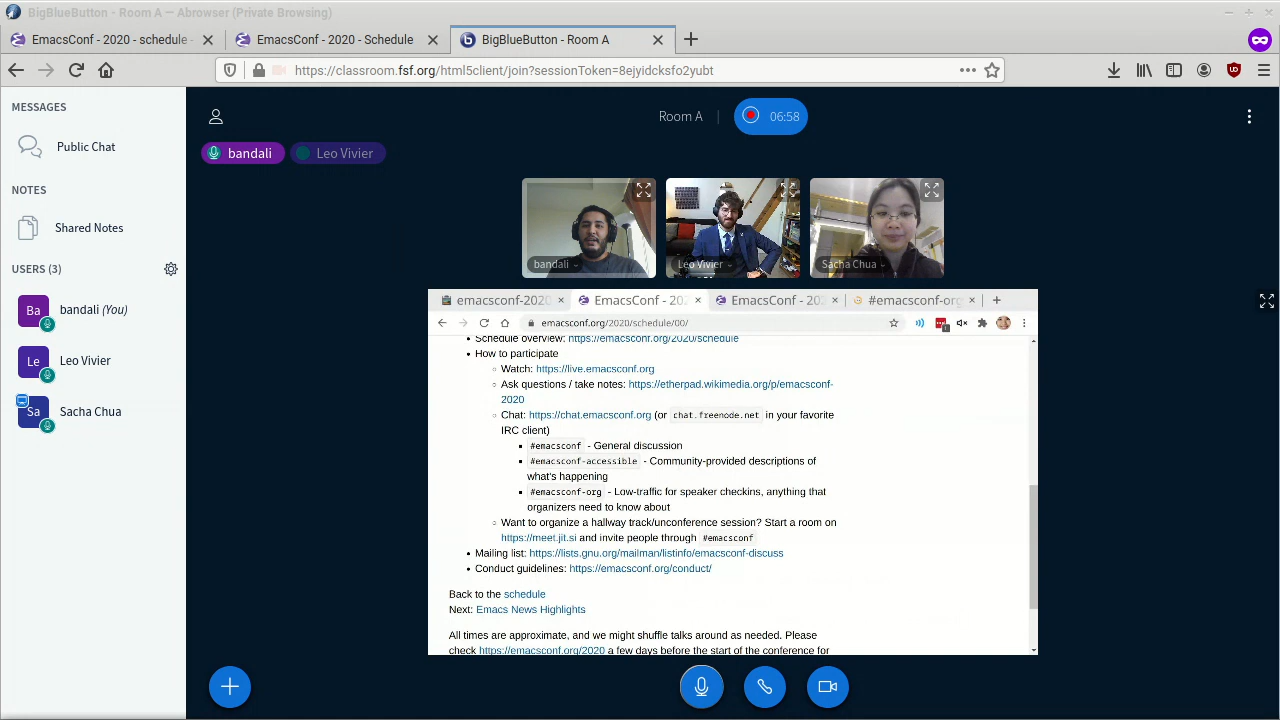 BigBlueButton - Room A — Abrowser (Private Browsing)
EmacsConf - 2020 - schedule -
EmacsConf - 2020 - Schedule
BigBlueButton - Room A
https://classroom.fsf.org/html5client/join?sessionToken=8ejyidcksfo2yubt
MESSAGES
Public Chat
NOTES
Shared Notes
USERS (3)
Ba
bandali (You)
Le
Leo Vivier
Sa
Sacha Chua
Room A
06:58
bandali
Leo Vivier
bandali
Leo Vivier
Sacha Chua
emacsconf-2020
EmacsConf - 202
EmacsConf - 202
#emacsconf-org
emacsconf.org/2020/schedule/00/
Schedule overview: https://emacsconf.org/2020/schedule
How to participate
Watch: https://live.emacsconf.org
Ask questions / take notes: https://etherpad.wikimedia.org/p/emacsconf-
2020
Chat: https://chat.emacsconf.org (or chat.freenode.net in your favorite
IRC client)
#emacsconf - General discussion
#emacsconf-accessible - Community-provided descriptions of
what's happening
#emacsconf-org - Low-traffic for speaker checkins, anything that
organizers need to know about
Want to organize a hallway track/unconference session? Start a room on
https://meet.jit.si and invite people through #emacsconf
Mailing list: https://lists.gnu.org/mailman/listinfo/emacsconf-discuss
Conduct guidelines: https://emacsconf.org/conduct/
Back to the schedule
Next: Emacs News Highlights
All times are approximate, and we might shuffle talks around as needed. Please
check https://emacsconf.org/2020 a few days before the start of the conference for